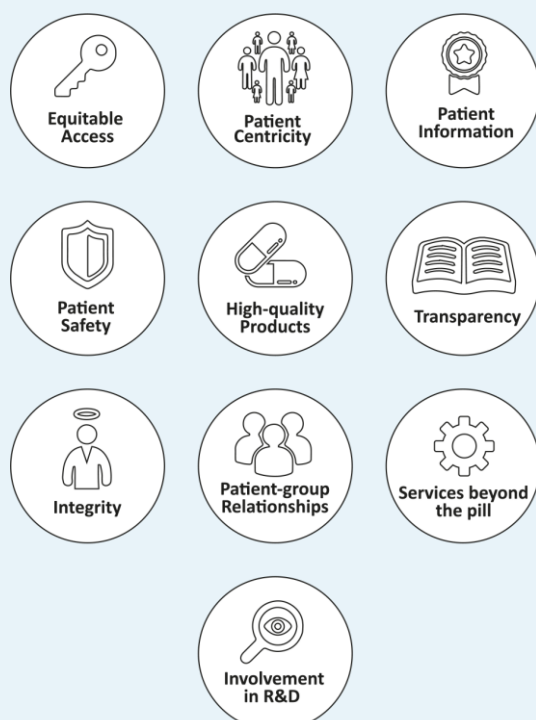 Equitable
Access
Patient
Centricity
Patient
Information
Patient
Safety
High-quality
Products
Transparency
Integrity
Patient-group
Relationships
Services beyond
the pill
Involvement
in R&D